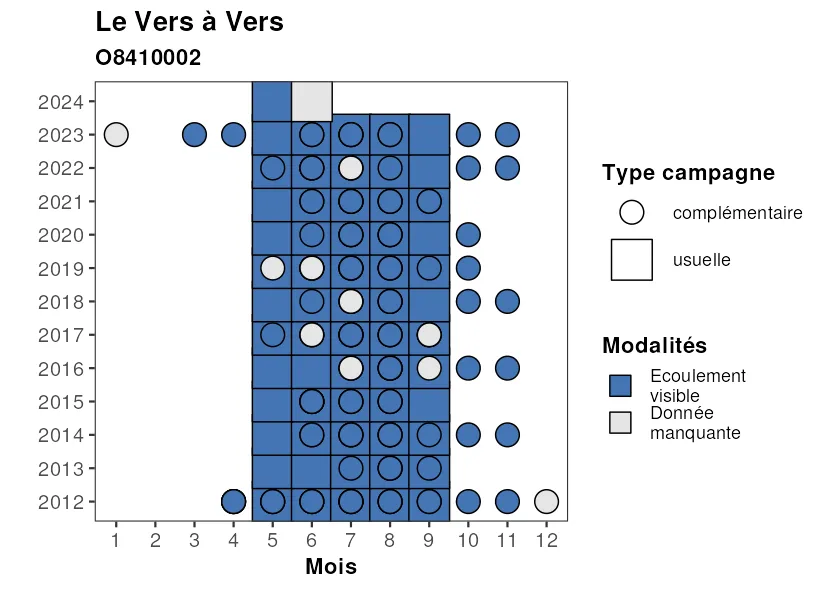 Le Vers à Vers
O8410002
2024
2023
2022
2021
2020
2019
2018
2017
2016
2015
2014
2013
2012
1 2 3 4 5 6 7 8 9 10 11 12
Mois
Type campagne
complémentaire
usuelle
Modalités
Ecoulement
visible
Donnée
manquante